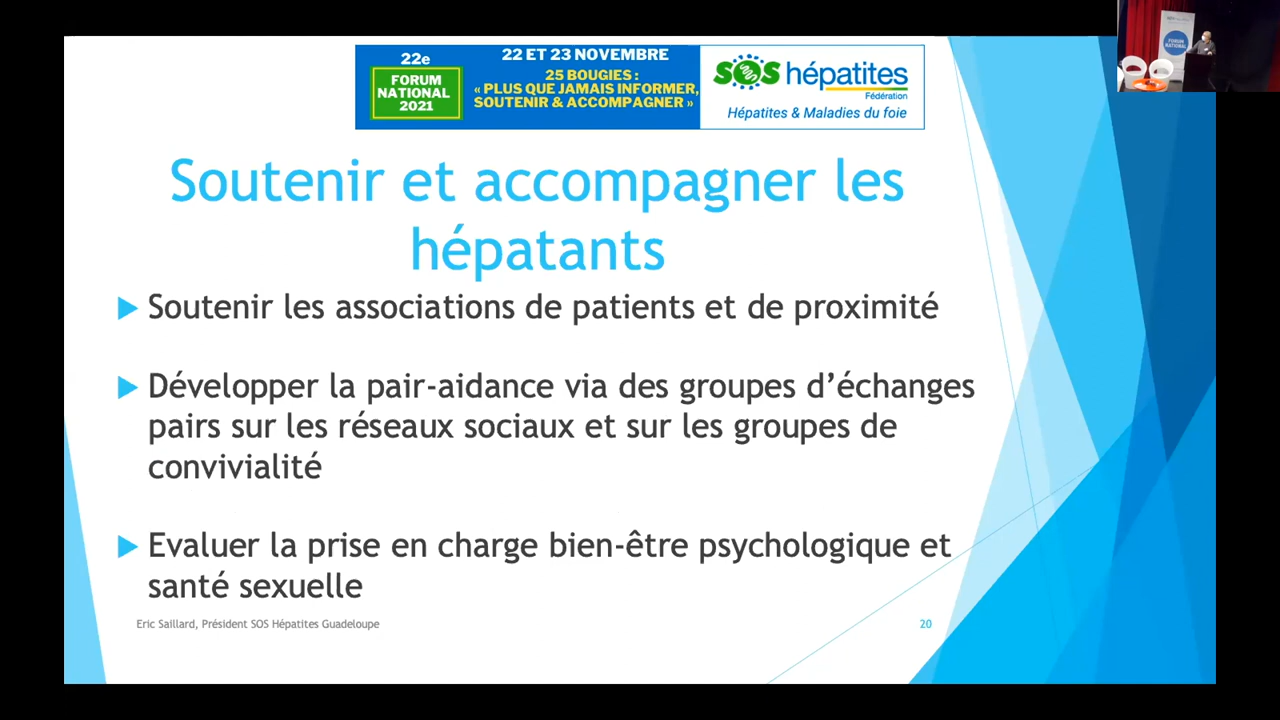 22e
FORUM
NATIONAL
2021
22 ET 23 NOVEMBRE
25 BOUGIES :
« PLUS QUE JAMAIS INFORMER,
SOUTENIR & ACCOMPAGNER »
SOS hépatites
Fédération
Hépatites & Maladies du foie
Soutenir et accompagner les
hépatants
Soutenir les associations de patients et de proximité
Développer la pair-aidance via des groupes d’échanges
pairs sur les réseaux sociaux et sur les groupes de
convivialité
Evaluer la prise en charge bien-être psychologique et
santé sexuelle
Eric Saillard, Président SOS Hépatites Guadeloupe
20
FORUM
NATIONAL